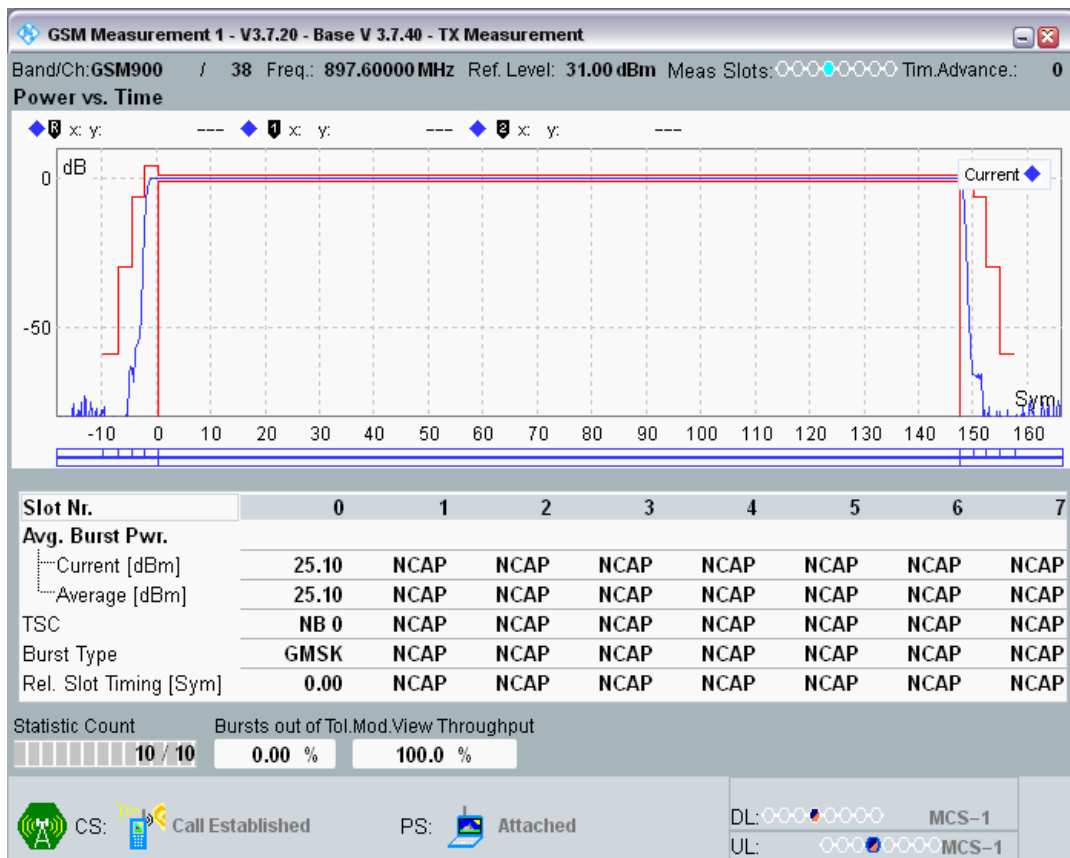 GSM Measurement 1 - V3.7.20 - Base V 3.7.40 - TX Measurement
Band/Ch:GSM900 / 38 Freq.: 897.60000 MHz Ref. Level: 31.00 dBm Meas Slots: Tim.Advance.: 0
Power vs. Time
R x: y: --- 1 x: y: --- 2 x: y: ---
dB
Current
0
-50
Sym
-10 0 10 20 30 40 50 60 70 80 90 100 110 120 130 140 150 160
Slot Nr. 0 1 2 3 4 5 6 7
Avg. Burst Pwr.
Current [dBm] 25.10 NCAP NCAP NCAP NCAP NCAP NCAP NCAP
Average [dBm] 25.10 NCAP NCAP NCAP NCAP NCAP NCAP NCAP
TSC NB 0 NCAP NCAP NCAP NCAP NCAP NCAP NCAP
Burst Type GMSK NCAP NCAP NCAP NCAP NCAP NCAP NCAP
Rel. Slot Timing [Sym] 0.00 NCAP NCAP NCAP NCAP NCAP NCAP NCAP
Statistic Count Bursts out of Tol. Mod.View Throughput
10 / 10 0.00 % 100.0 %
CS: Call Established PS: Attached
DL: MCS-1
UL: MCS-1